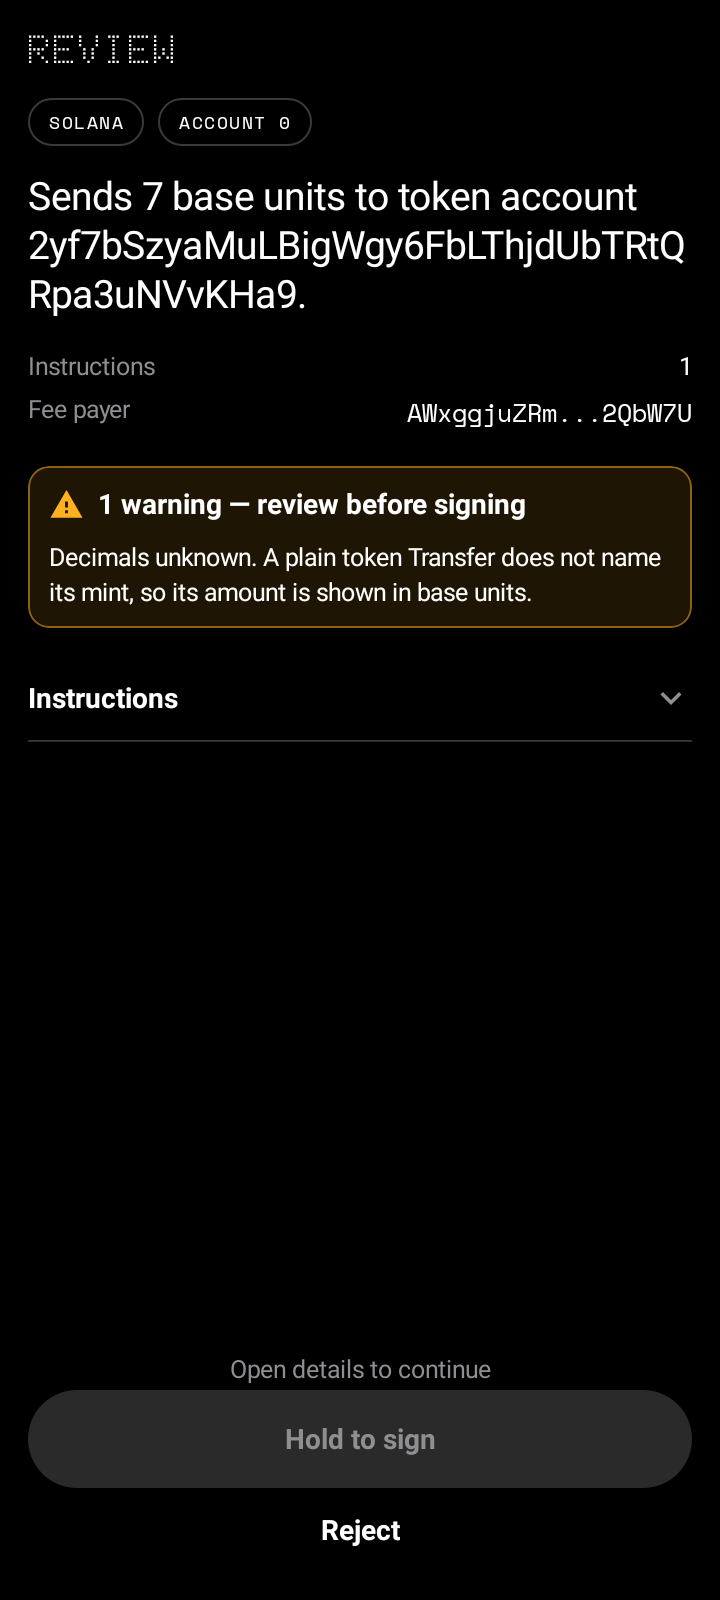 REVIEW
SOLANA
ACCOUNT 0
Sends 7 base units to token account
2yf7bSzyaMuLBigWgy6FbLThjdUbTRtQ
Rpa3uNVvKHa9.
Instructions 1
Fee payer AWxggjuZRm...2QbW7U
1 warning — review before signing
Decimals unknown. A plain token Transfer does not name
its mint, so its amount is shown in base units.
Instructions
Open details to continue
Hold to sign
Reject